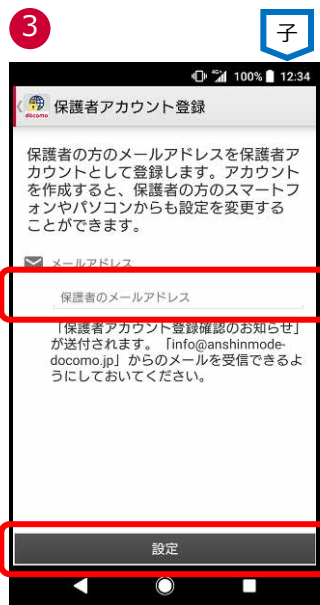 3
子
100% 12:34
docomo
保護者アカウント登録
保護者の方のメールアドレスを保護者ア
カウントとして登録します。アカウント
を作成すると、保護者の方のスマートフ
ォンやパソコンからも設定を変更する
ことができます。
メールアドレス
保護者のメールアドレス
「保護者アカウント登録確認のお知らせ」
が送付されます。「info@anshinmode-
docomo.jp」からのメールを受信できるよ
うにしておいてください。
設定